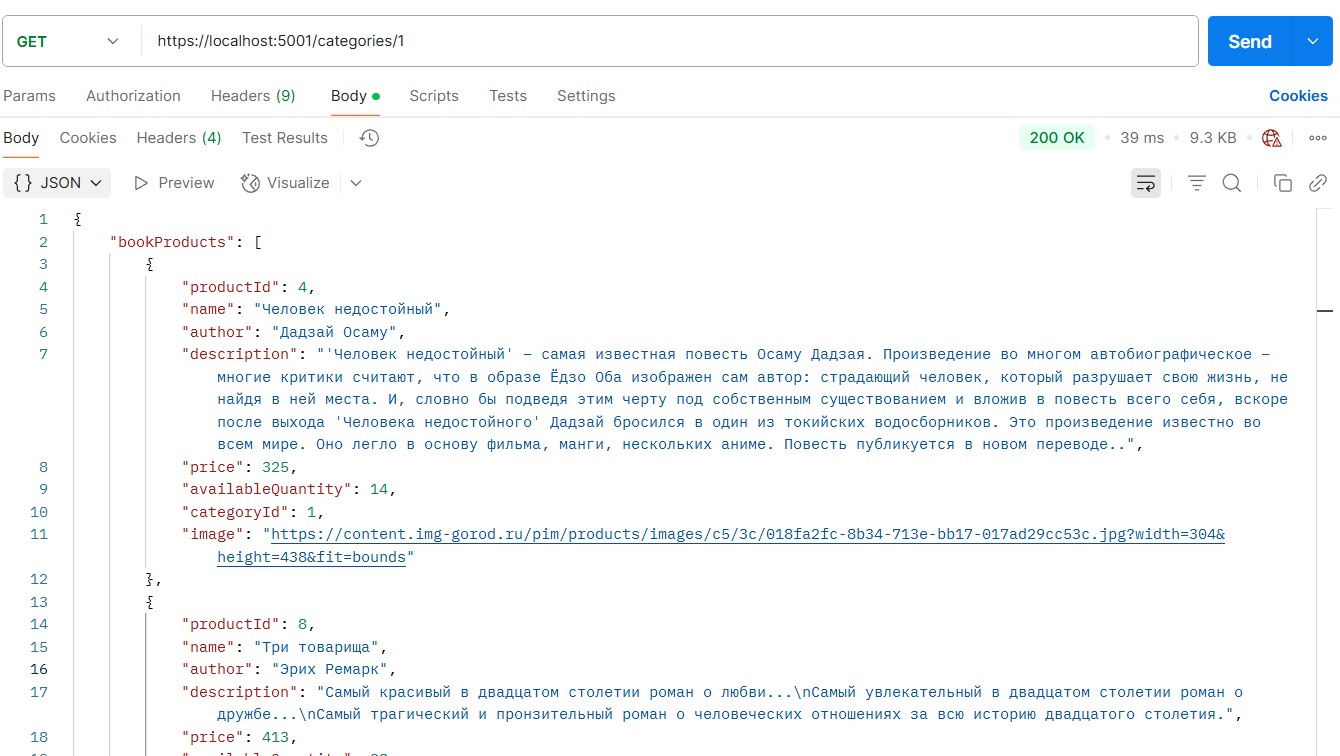 GET https://localhost:5001/categories/1 Send
Params Authorization Headers (9) Body Scripts Tests Settings Cookies
Body Cookies Headers (4) Test Results 200 OK 39 ms 9.3 KB
{} JSON Preview Visualize
1 {
2 "bookProducts": [
3 {
4 "productId": 4,
5 "name": "Человек недостойный",
6 "author": "Дадзай Осаму",
7 "description": "'Человек недостойный' – самая известная повесть Осаму Дадзая. Произведение во многом автобиографическое –
многие критики считают, что в образе Ёдзо Оба изображен сам автор: страдающий человек, который разрушает свою жизнь, не
найдя в ней места. И, словно бы подведя этим черту под собственным существованием и вложив в повесть всего себя, вскоре
после выхода 'Человека недостойного' Дадзай бросился в один из токийских водосборников. Это произведение известно во
всем мире. Оно легло в основу фильма, манги, нескольких аниме. Повесть публикуется в новом переводе..",
8 "price": 325,
9 "availableQuantity": 14,
10 "categoryId": 1,
11 "image": "https://content.img-gorod.ru/pim/products/images/c5/3c/018fa2fc-8b34-713e-bb17-017ad29cc53c.jpg?width=304&
height=438&fit=bounds"
12 },
13 {
14 "productId": 8,
15 "name": "Три товарища",
16 "author": "Эрих Ремарк",
17 "description": "Самый красивый в двадцатом столетии роман о любви...\nСамый увлекательный в двадцатом столетии роман о
дружбе...\nСамый трагический и пронзительный роман о человеческих отношениях за всю историю двадцатого столетия.",
18 "price": 413,